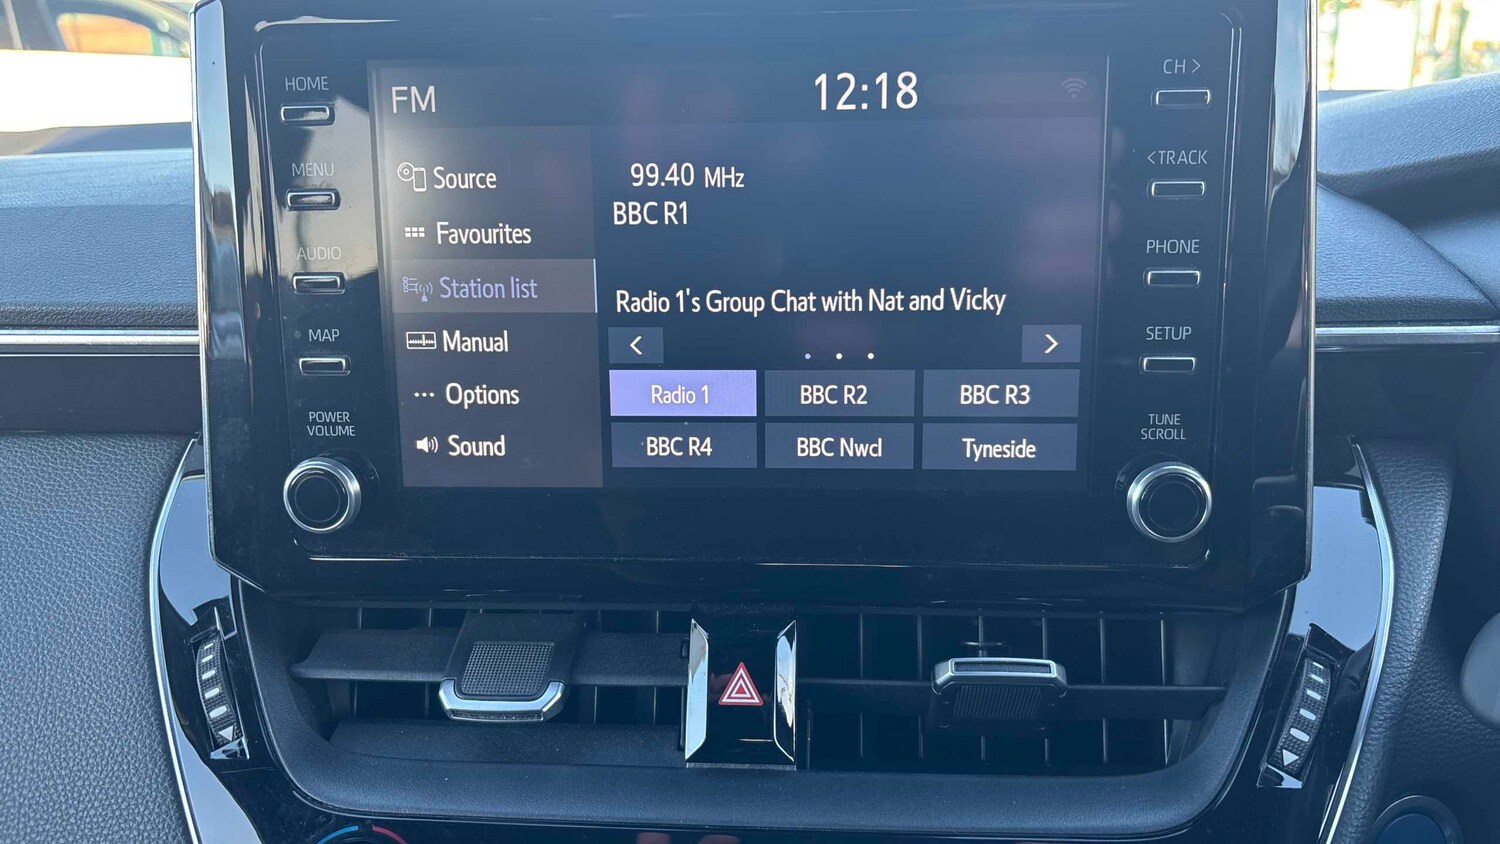 HOME
MENU
AUDIO
MAP
POWER
VOLUME
FM
12:18
Source
Favourites
Station list
Manual
Options
Sound
99.40 MHz
BBC R1
Radio 1's Group Chat with Nat and Vicky
< >
Radio 1 BBC R2 BBC R3
BBC R4 BBC Nwcl Tyneside
CH >
< TRACK
PHONE
SETUP
TUNE
SCROLL